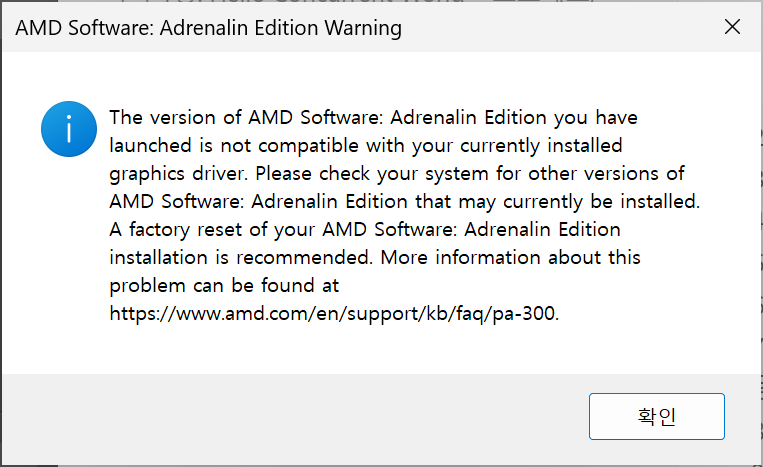 AMD Software: Adrenalin Edition Warning
The version of AMD Software: Adrenalin Edition you have
launched is not compatible with your currently installed
graphics driver. Please check your system for other versions of
AMD Software: Adrenalin Edition that may currently be installed.
A factory reset of your AMD Software: Adrenalin Edition
installation is recommended. More information about this
problem can be found at
https://www.amd.com/en/support/kb/faq/pa-300.
확인